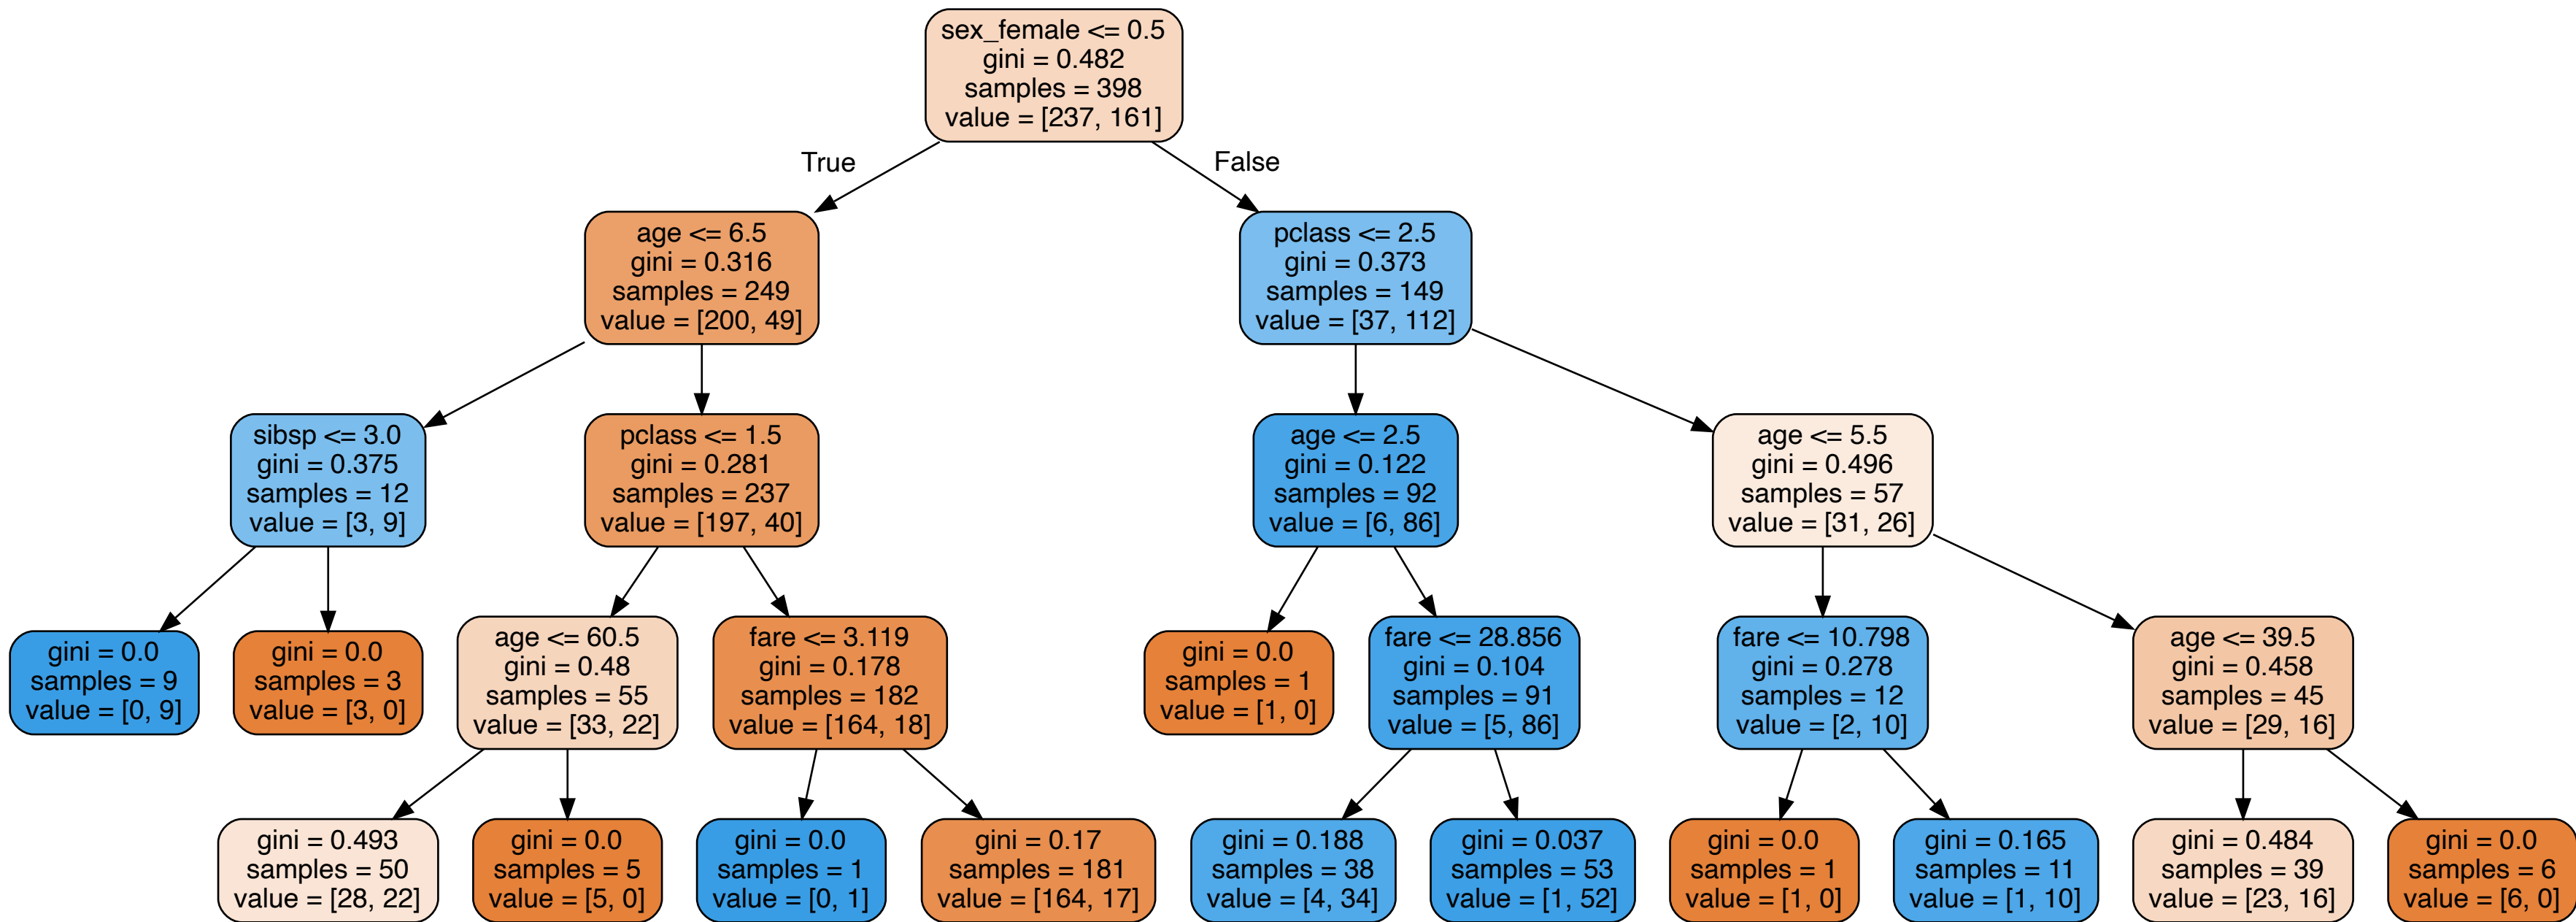 sex_female <= 0.5
gini = 0.482
samples = 398
value = [237, 161]
True
False
age <= 6.5
gini = 0.316
samples = 249
value = [200, 49]
pclass <= 2.5
gini = 0.373
samples = 149
value = [37, 112]
sibsp <= 3.0
gini = 0.375
samples = 12
value = [3, 9]
pclass <= 1.5
gini = 0.281
samples = 237
value = [197, 40]
age <= 2.5
gini = 0.122
samples = 92
value = [6, 86]
age <= 5.5
gini = 0.496
samples = 57
value = [31, 26]
gini = 0.0
samples = 9
value = [0, 9]
gini = 0.0
samples = 3
value = [3, 0]
age <= 60.5
gini = 0.48
samples = 55
value = [33, 22]
fare <= 3.119
gini = 0.178
samples = 182
value = [164, 18]
gini = 0.0
samples = 1
value = [1, 0]
fare <= 28.856
gini = 0.104
samples = 91
value = [5, 86]
fare <= 10.798
gini = 0.278
samples = 12
value = [2, 10]
age <= 39.5
gini = 0.458
samples = 45
value = [29, 16]
gini = 0.493
samples = 50
value = [28, 22]
gini = 0.0
samples = 5
value = [5, 0]
gini = 0.0
samples = 1
value = [0, 1]
gini = 0.17
samples = 181
value = [164, 17]
gini = 0.188
samples = 38
value = [4, 34]
gini = 0.037
samples = 53
value = [1, 52]
gini = 0.0
samples = 1
value = [1, 0]
gini = 0.165
samples = 11
value = [1, 10]
gini = 0.484
samples = 39
value = [23, 16]
gini = 0.0
samples = 6
value = [6, 0]